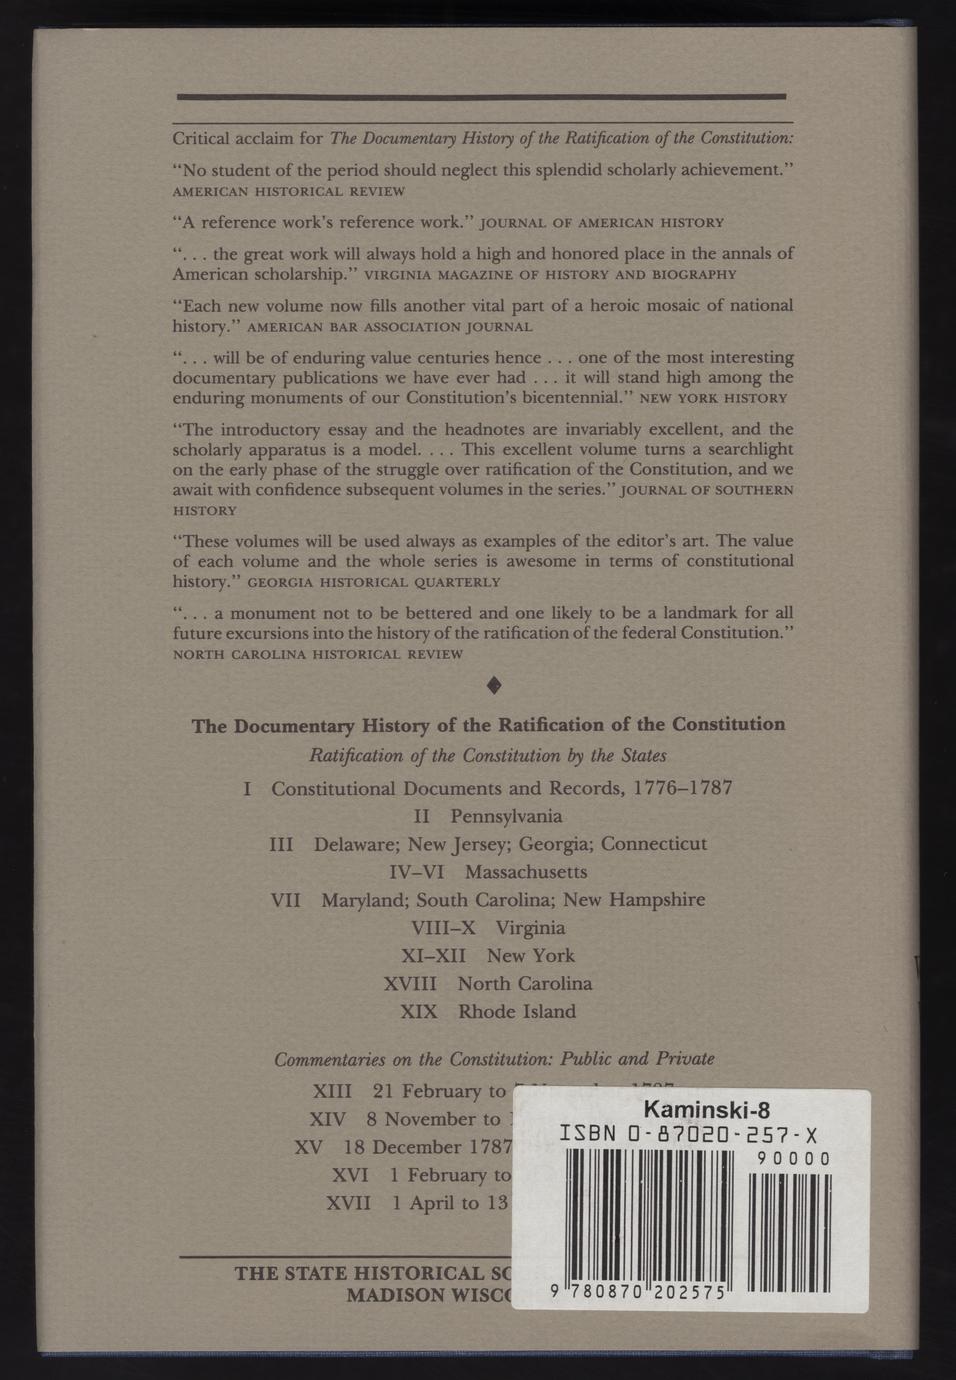 Critical acclaim for The Documentary History of the Ratification of the Constitution:
“No student of the period should neglect this splendid scholarly achievement.”
AMERICAN HISTORICAL REVIEW
“A reference work’s reference work.” JOURNAL OF AMERICAN HISTORY
“. . . the great work will always hold a high and honored place in the annals of
American scholarship.” VIRGINIA MAGAZINE OF HISTORY AND BIOGRAPHY
“Each new volume now fills another vital part of a heroic mosaic of national
history.” AMERICAN BAR ASSOCIATION JOURNAL
“. . . will be of enduring value centuries hence . . . one of the most interesting
documentary publications we have ever had . . . it will stand high among the
enduring monuments of our Constitution’s bicentennial.” NEW YORK HISTORY
“The introductory essay and the headnotes are invariably excellent, and the
scholarly apparatus is a model. . . . This excellent volume turns a searchlight
on the early phase of the struggle over ratification of the Constitution, and we
await with confidence subsequent volumes in the series.” JOURNAL OF SOUTHERN
HISTORY
“These volumes will be used always as examples of the editor’s art. The value
of each volume and the whole series is awesome in terms of constitutional
history.” GEORGIA HISTORICAL QUARTERLY
“. . . a monument not to be bettered and one likely to be a landmark for all
future excursions into the history of the ratification of the federal Constitution.”
NORTH CAROLINA HISTORICAL REVIEW
The Documentary History of the Ratification of the Constitution
Ratification of the Constitution by the States
I Constitutional Documents and Records, 1776–1787
II Pennsylvania
III Delaware; New Jersey; Georgia; Connecticut
IV–VI Massachusetts
VII Maryland; South Carolina; New Hampshire
VIII–X Virginia
XI–XII New York
XVIII North Carolina
XIX Rhode Island
Commentaries on the Constitution: Public and Private
XIII 21 February to
XIV 8 November to
XV 18 December 1787
XVI 1 February to
XVII 1 April to 13
THE STATE HISTORICAL
MADISON
Kaminski-8
ISBN 0-87020-257-X
90000
9 780870 202575